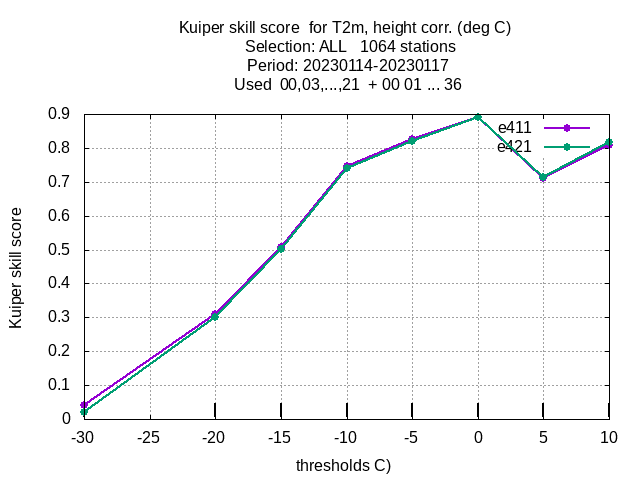 Kuiper skill score  for T2m, height corr. (deg C)
Selection: ALL   1064 stations
Period: 20230114-20230117
Used  00,03,...,21  + 00 01 ... 36
e411
e421
Kuiper skill score
0.9
0.8
0.7
0.6
0.5
0.4
0.3
0.2
0.1
0
-30 -25 -20 -15 -10 -5 0 5 10
thresholds C)